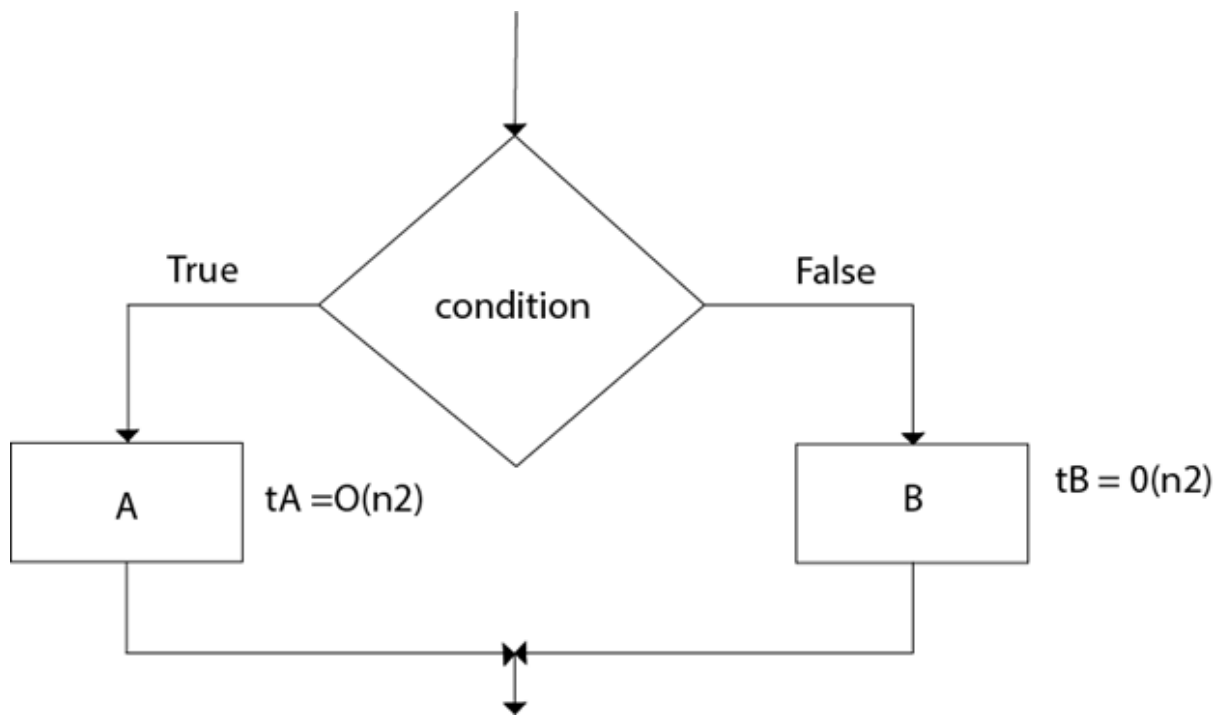 True
False
condition
A
tA =O(n2)
B
tB = 0(n2)